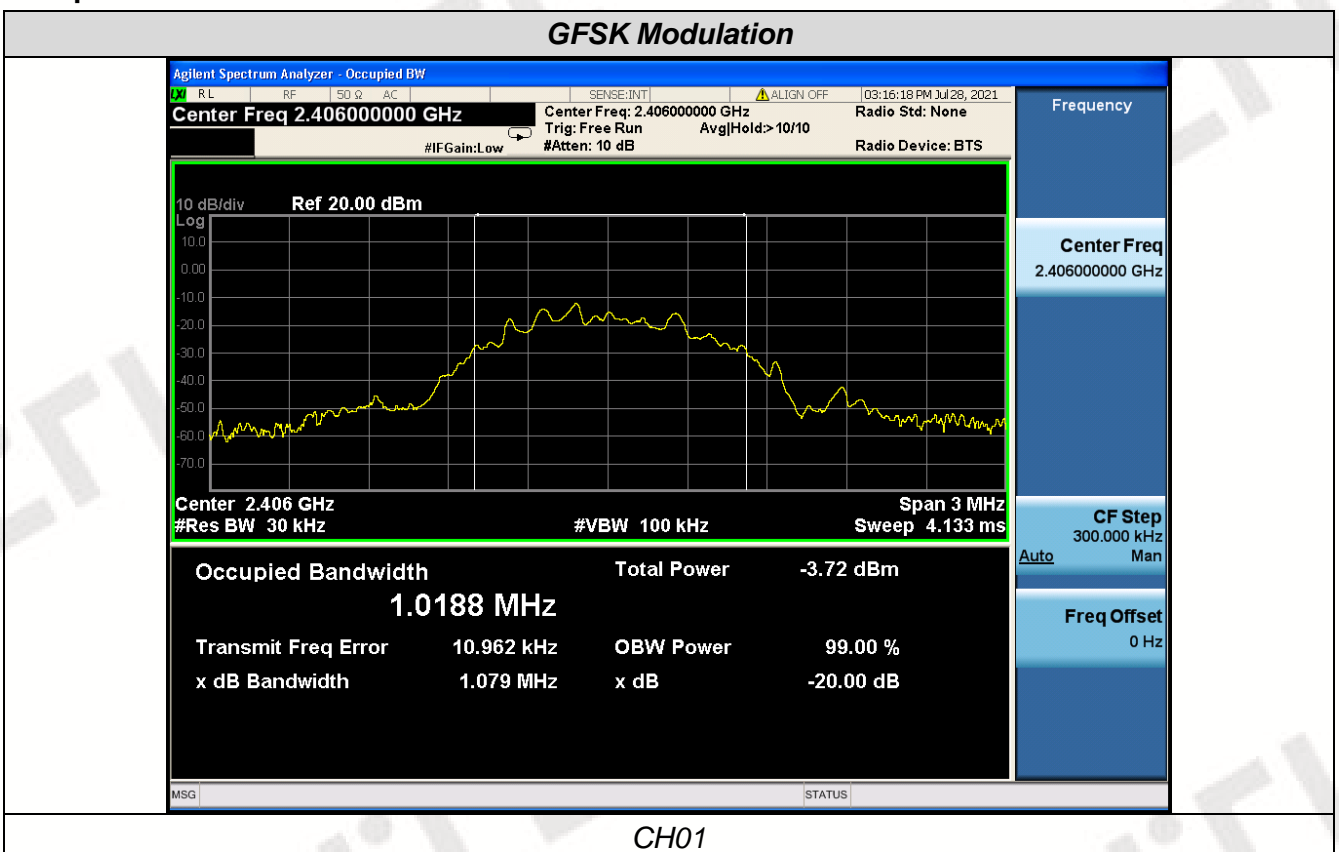 GFSK Modulation
Agilent Spectrum Analyzer - Occupied BW
LXI RL RF 50 Ω AC SENSE:INT ALIGN OFF 03:16:18 PM Jul 28, 2021
Center Freq 2.406000000 GHz
#IFGain:Low
Center Freq: 2.406000000 GHz
Trig: Free Run Avg|Hold:> 10/10
#Atten: 10 dB
Radio Std: None
Radio Device: BTS
Frequency
10 dB/div Ref 20.00 dBm
Log
10.0
0.00
-10.0
-20.0
-30.0
-40.0
-50.0
-60.0
-70.0
Center 2.406 GHz Span 3 MHz
#Res BW 30 kHz #VBW 100 kHz Sweep 4.133 ms
Occupied Bandwidth Total Power -3.72 dBm
1.0188 MHz
Transmit Freq Error 10.962 kHz OBW Power 99.00 %
x dB Bandwidth 1.079 MHz x dB -20.00 dB
Center Freq
2.406000000 GHz
CF Step
300.000 kHz
Auto Man
Freq Offset
0 Hz
MSG STATUS
CH01